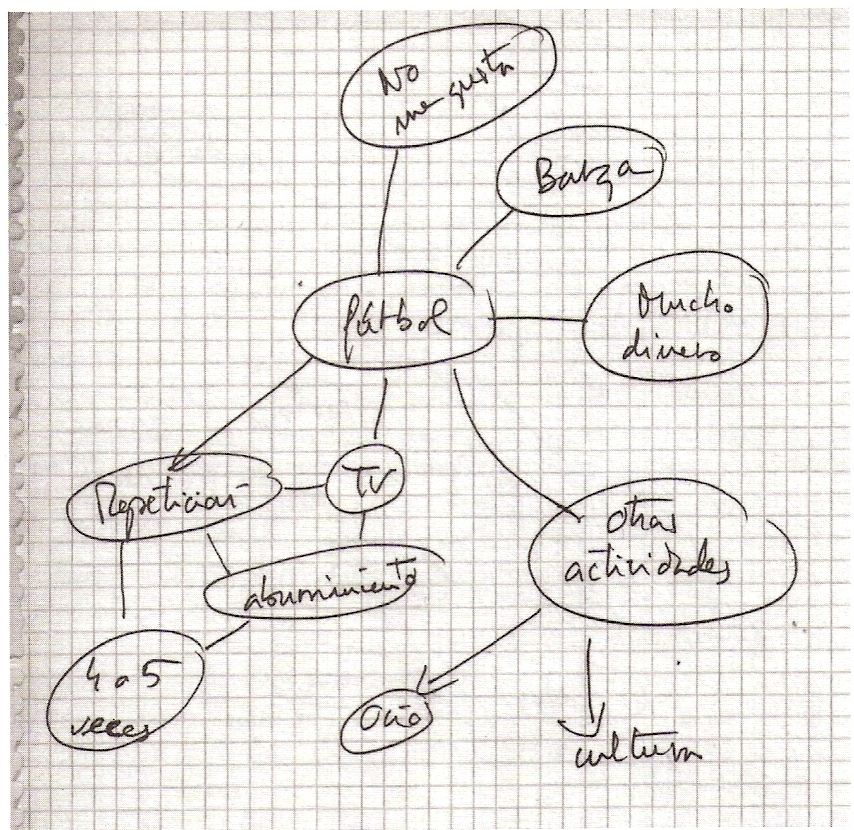 No
me gusta
Barça
fútbol
Mucho
dinero
Repetición
TV
otras
actividades
aburrimiento
4 o 5
veces
Ocio
cultura